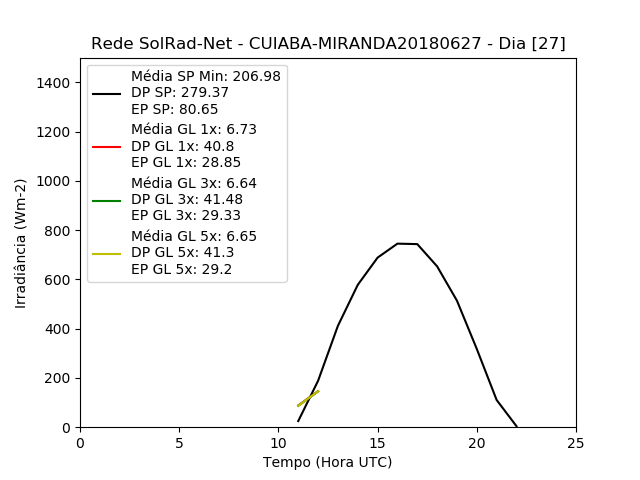 Rede SolRad-Net - CUIABA-MIRANDA20180627 - Dia [27]
Média SP Min: 206.98
DP SP: 279.37
EP SP: 80.65
Média GL 1x: 6.73
DP GL 1x: 40.8
EP GL 1x: 28.85
Média GL 3x: 6.64
DP GL 3x: 41.48
EP GL 3x: 29.33
Média GL 5x: 6.65
DP GL 5x: 41.3
EP GL 5x: 29.2
Irradiância (Wm-2)
1400
1200
1000
800
600
400
200
0
0 5 10 15 20 25
Tempo (Hora UTC)